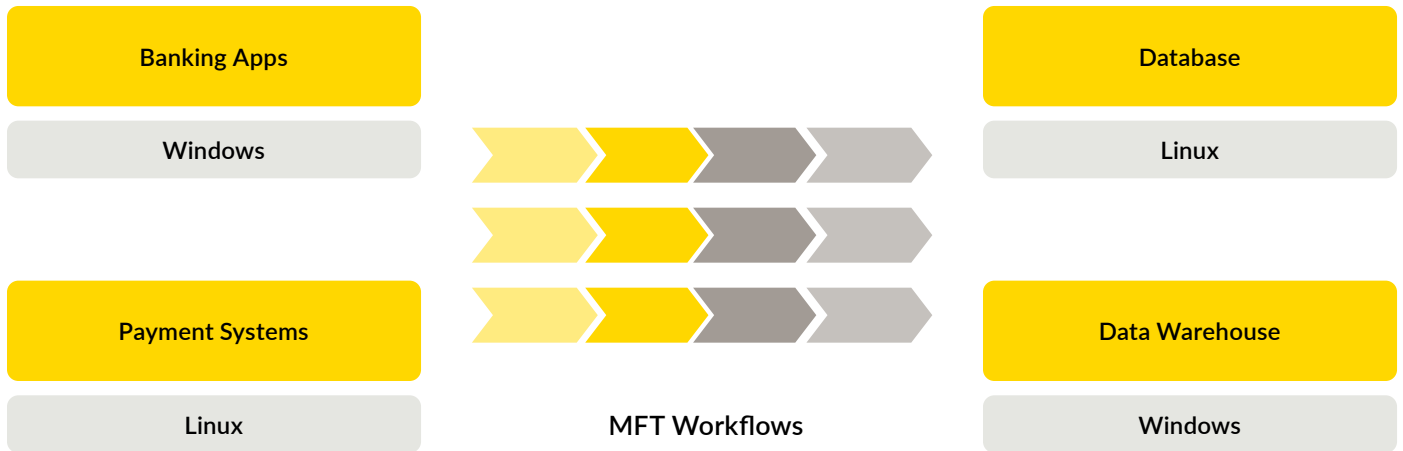 Banking Apps
Windows
Database
Linux
Payment Systems
Linux
MFT Workflows
Data Warehouse
Windows